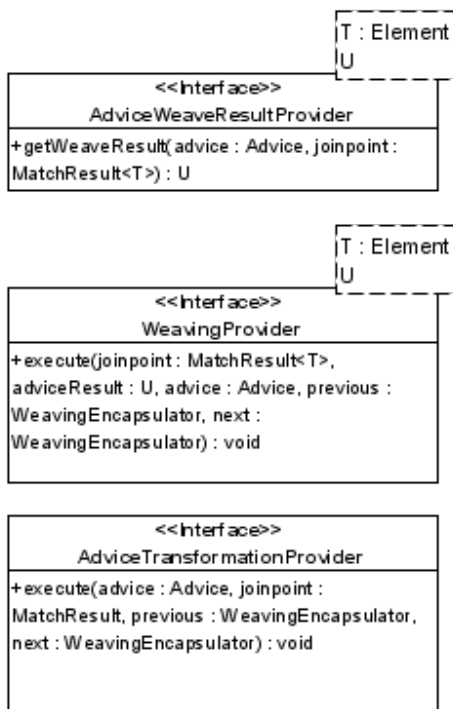 T : Element
U
<<Interface>>
AdviceWeaveResultProvider
+getWeaveResult(advice : Advice, joinpoint :
MatchResult<T>) : U
T : Element
U
<<Interface>>
WeavingProvider
+execute(joinpoint : MatchResult<T>,
adviceResult : U, advice : Advice, previous :
WeavingEncapsulator, next :
WeavingEncapsulator) : void
<<Interface>>
AdviceTransformationProvider
+execute(advice : Advice, joinpoint :
MatchResult, previous : WeavingEncapsulator,
next : WeavingEncapsulator) : void